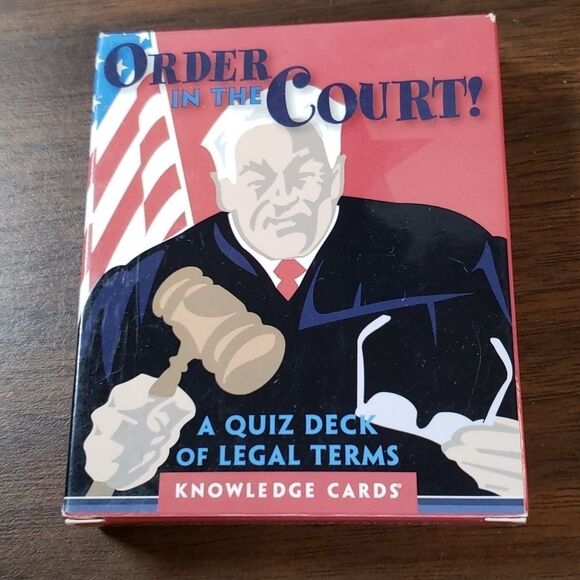 ORDER
IN THE
COURT!
A QUIZ DECK
OF LEGAL TERMS
KNOWLEDGE CARDS®